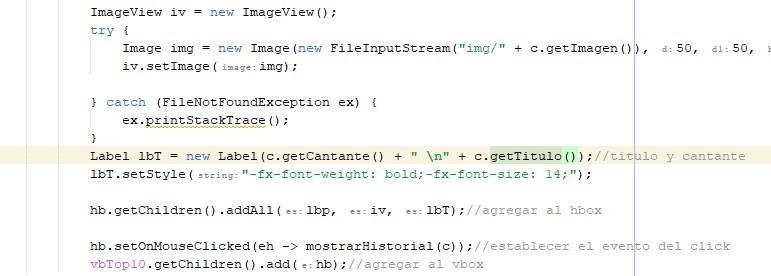 ImageView iv = new ImageView();
try {
Image img = new Image(new FileInputStream("img/" + c.getImagen()), d: 50, d1: 50,
iv.setImage( image: img);
} catch (FileNotFoundException ex) {
ex.printStackTrace();
}
Label lbT = new Label(c.getCantante() + " \n" + c.getTitulo());//titulo y cantante
lbT.setStyle( string: "-fx-font-weight: bold;-fx-font-size: 14;");
hb.getChildren().addAll( es: lbp, es: iv, es: lbT);//agregar al hbox
hb.setOnMouseClicked(eh -> mostrarHistorial(c));//establecer el evento del click
vbTop10.getChildren().add( e: hb);//agregar al vbox